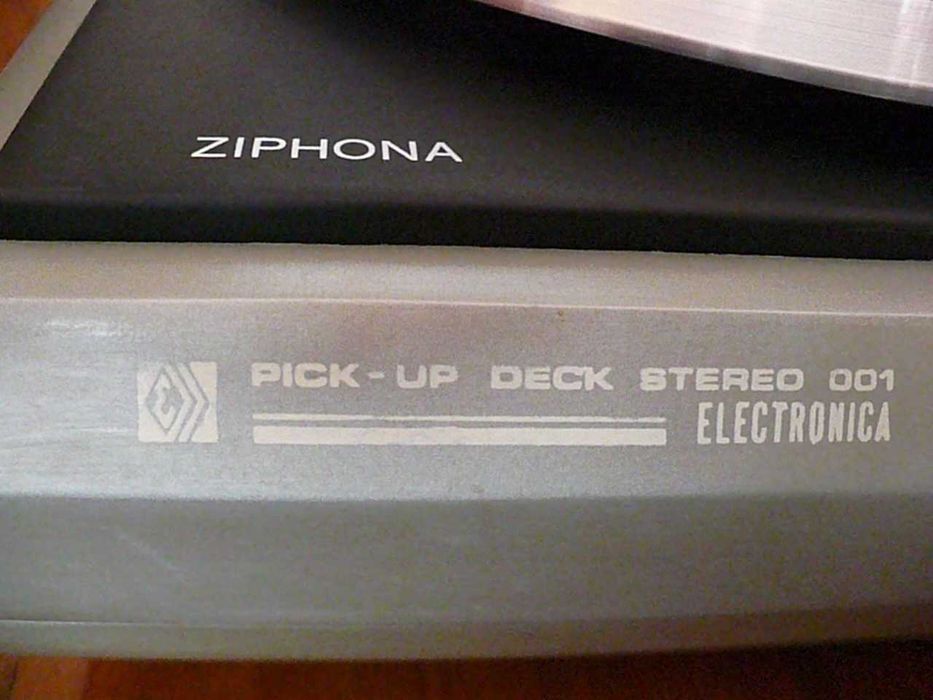 ZIPHONA
PICK-UP DECK STEREO 001
ELECTRONICA